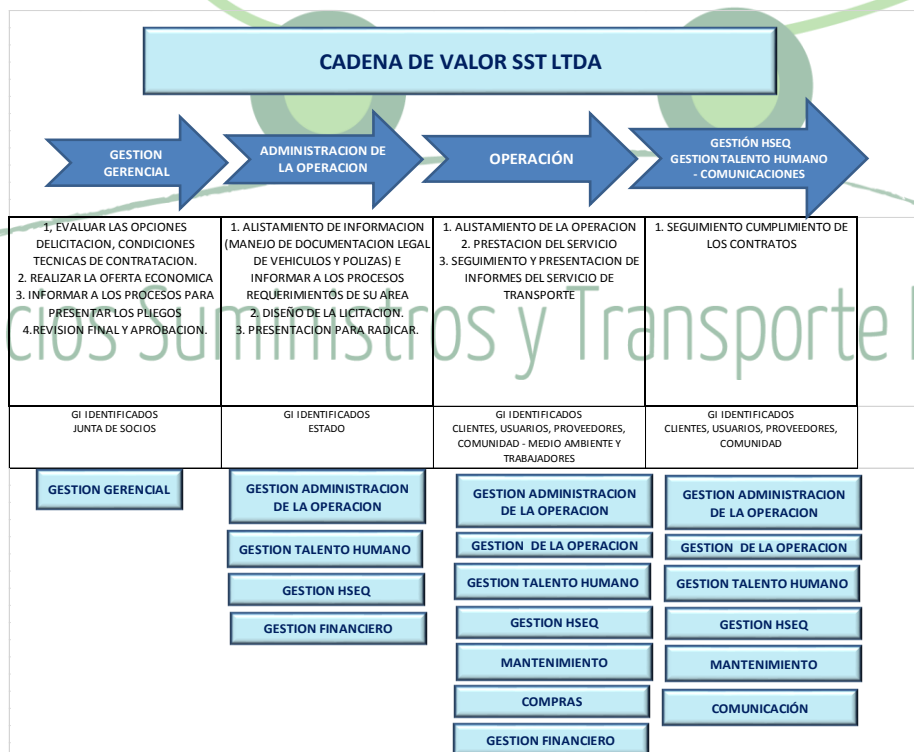 CADENA DE VALOR SST LTDA
GESTION
GERENCIAL
ADMINISTRACION DE
LA OPERACION
OPERACIÓN
GESTIÓN HSEQ
GESTION TALENTO HUMANO
- COMUNICACIONES
1, EVALUAR LAS OPCIONES
DELICITACION, CONDICIONES
TECNICAS DE CONTRATACION.
2. REALIZAR LA OFERTA ECONOMICA
3. INFORMAR A LOS PROCESOS PARA
PRESENTAR LOS PLIEGOS
4.REVISION FINAL Y APROBACION.
1. ALISTAMIENTO DE INFORMACION
(MANEJO DE DOCUMENTACION LEGAL
DE VEHICULOS Y POLIZAS) E
INFORMAR A LOS PROCESOS
REQUERIMIENTOS DE SU AREA
2. DISEÑO DE LA LICITACION.
3. PRESENTACION PARA RADICAR.
1. ALISTAMIENTO DE LA OPERACION
2. PRESTACION DEL SERVICIO
3. SEGUIMIENTO Y PRESENTACION DE
INFORMES DEL SERVICIO DE
TRANSPORTE
1. SEGUIMIENTO CUMPLIMIENTO DE
LOS CONTRATOS
cios Suministros y Transporte
GI IDENTIFICADOS
JUNTA DE SOCIOS
GI IDENTIFICADOS
ESTADO
GI IDENTIFICADOS
CLIENTES, USUARIOS, PROVEEDORES,
COMUNIDAD - MEDIO AMBIENTE Y
TRABAJADORES
GI IDENTIFICADOS
CLIENTES, USUARIOS, PROVEEDORES,
COMUNIDAD
GESTION GERENCIAL
GESTION ADMINISTRACION
DE LA OPERACION
GESTION TALENTO HUMANO
GESTION HSEQ
GESTION FINANCIERO
GESTION ADMINISTRACION
DE LA OPERACION
GESTION DE LA OPERACION
GESTION TALENTO HUMANO
GESTION HSEQ
MANTENIMIENTO
COMPRAS
GESTION FINANCIERO
GESTION ADMINISTRACION
DE LA OPERACION
GESTION DE LA OPERACION
GESTION TALENTO HUMANO
GESTION HSEQ
MANTENIMIENTO
COMUNICACIÓN